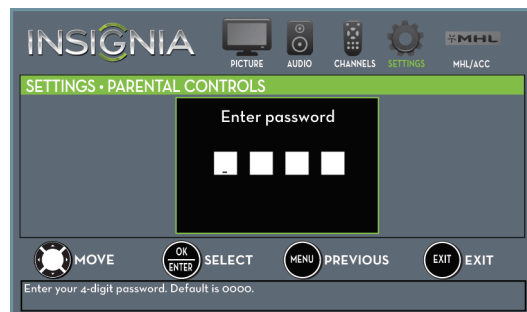 INSIGNIA
PICTURE AUDIO CHANNELS SETTINGS MHL/ACC
MHL
SETTINGS • PARENTAL CONTROLS
Enter password
MOVE OK ENTER SELECT MENU PREVIOUS EXIT EXIT
Enter your 4-digit password. Default is 0000.